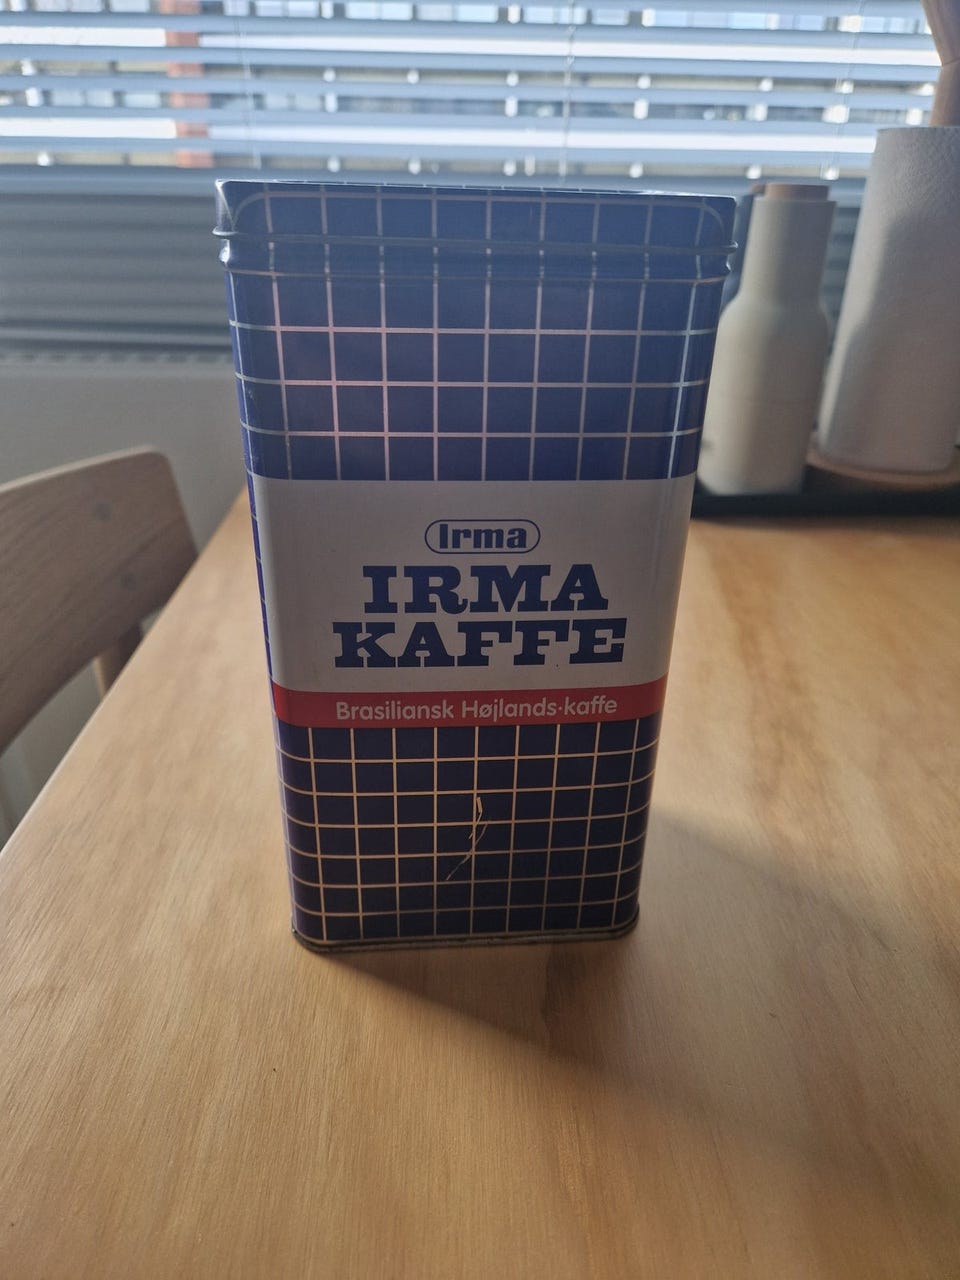 Irma
IRMA
KAFFE
Brasiliansk Højlands-kaffe